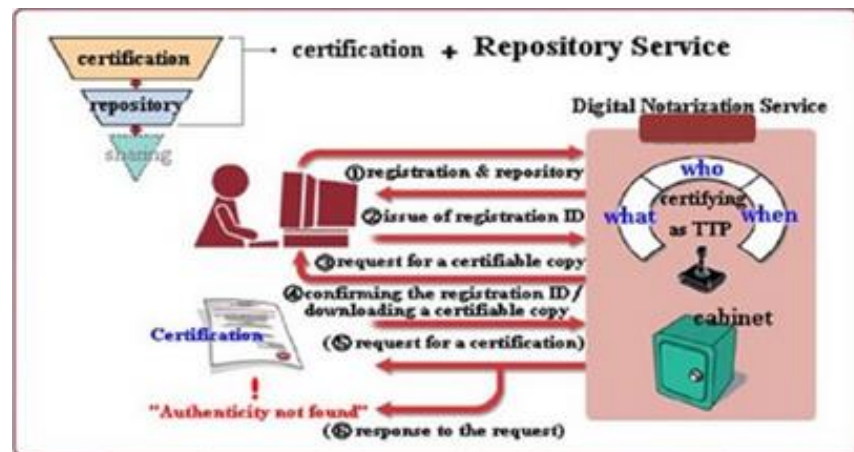 certification + Repository Service
certification
repository
sharing
Digital Notarization Service
①registration & repository
②issue of registration ID
③request for a certifiable copy
④confirming the registration ID /
downloading a certifiable copy
(⑤request for a certification)
(⑥response to the request)
who
what
when
certifying
as TTP
cabinet
Certification
!
"Authenticity not found"